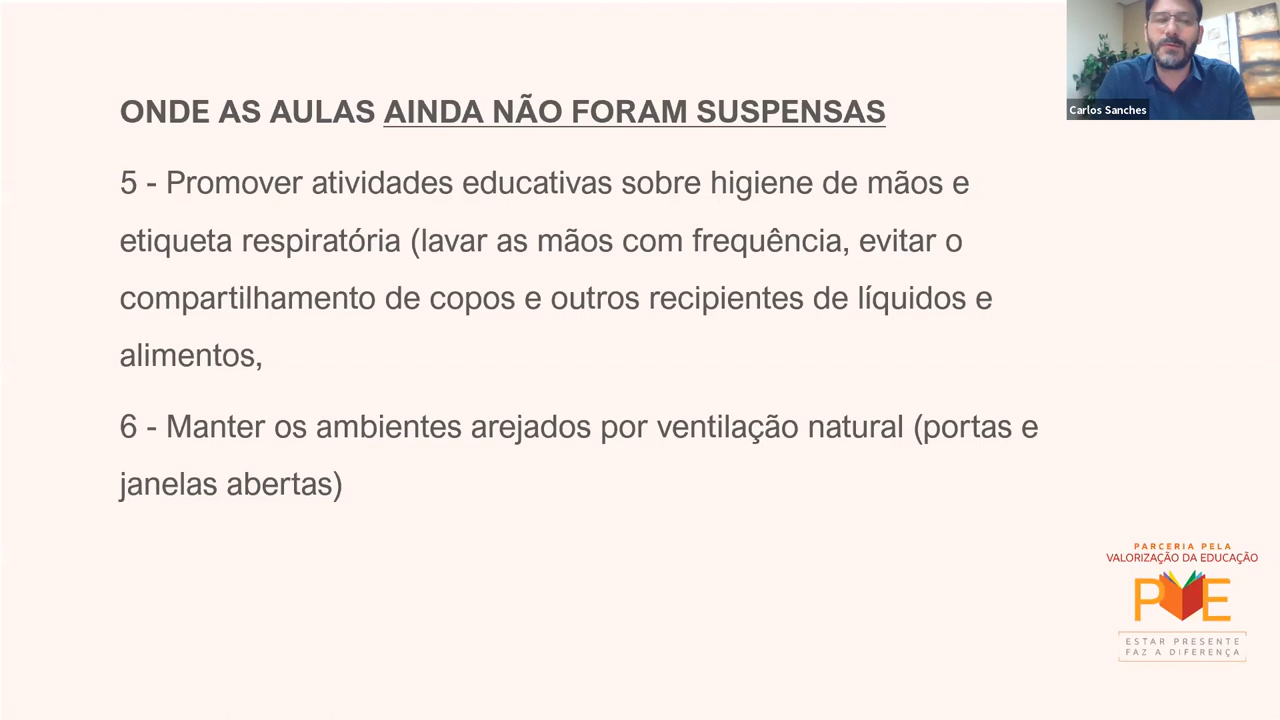 Carlos Sanches
ONDE AS AULAS AINDA NÃO FORAM SUSPENSAS
5 - Promover atividades educativas sobre higiene de mãos e
etiqueta respiratória (lavar as mãos com frequência, evitar o
compartilhamento de copos e outros recipientes de líquidos e
alimentos,
6 - Manter os ambientes arejados por ventilação natural (portas e
janelas abertas)
PARCERIA PELA
VALORIZAÇÃO DA EDUCAÇÃO
PVE
ESTAR PRESENTE
FAZ A DIFERENÇA